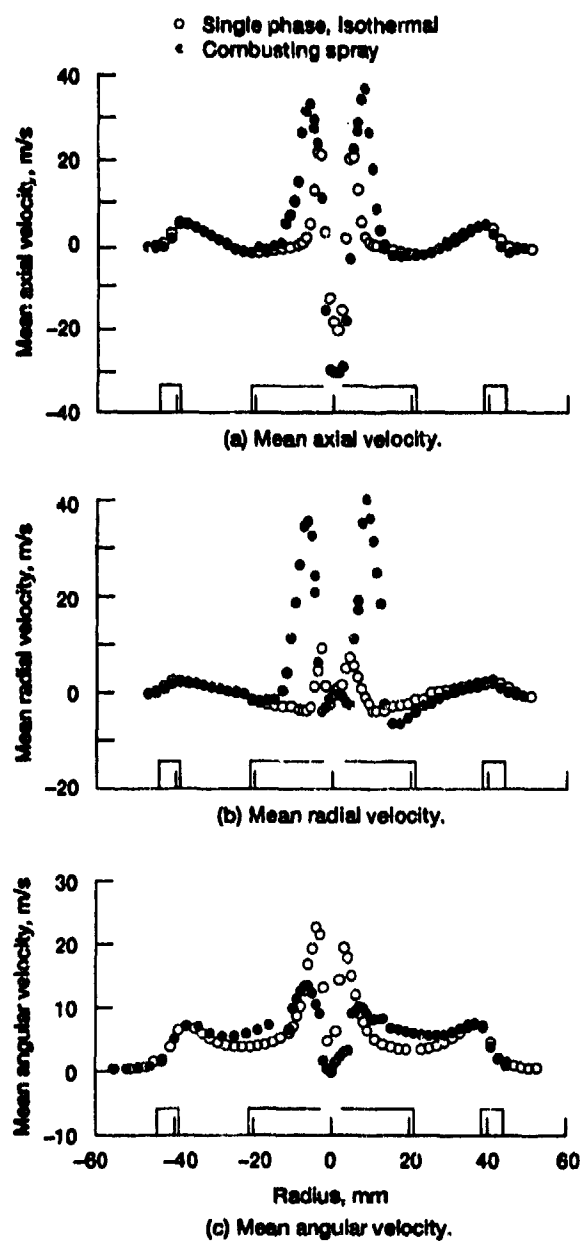 Single phase, isothermal
Combusting spray
40
20
0
-20
-40
Mean axial velocity, m/s
(a) Mean axial velocity.
40
20
0
-20
Mean radial velocity, m/s
(b) Mean radial velocity.
30
20
10
0
-10
Mean angular velocity, m/s
-60
-40
-20
0
20
40
60
Radius, mm
(c) Mean angular velocity.